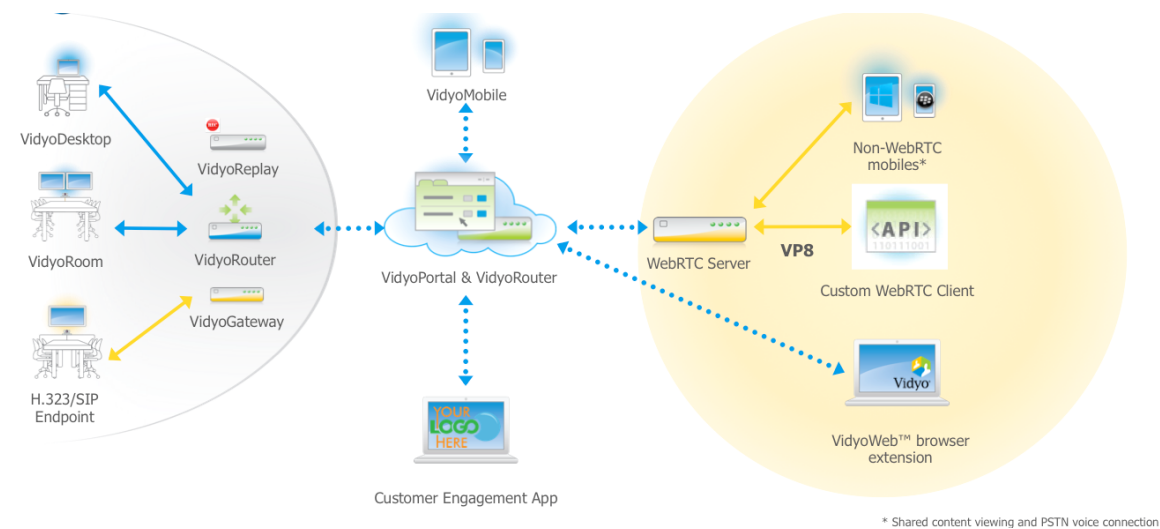 VidyoDesktop
VidyoReplay
VidyoRoom
VidyoRouter
VidyoGateway
H.323/SIP
Endpoint
VidyoMobile
VidyoPortal & VidyoRouter
YOUR
LOGO
HERE
Customer Engagement App
WebRTC Server
VP8
Non-WebRTC
mobiles*
<API>
110111001
Custom WebRTC Client
Vidyo
VidyoWeb™ browser
extension
* Shared content viewing and PSTN voice connection